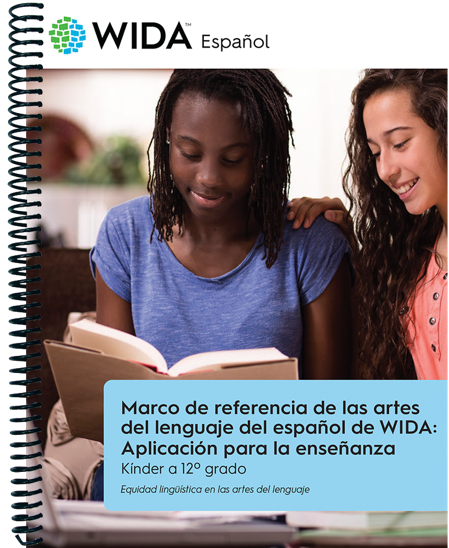 WIDA™ Español
Marco de referencia de las artes
del lenguaje del español de WIDA:
Aplicación para la enseñanza
Kínder a 12º grado
Equidad lingüística en las artes del lenguaje